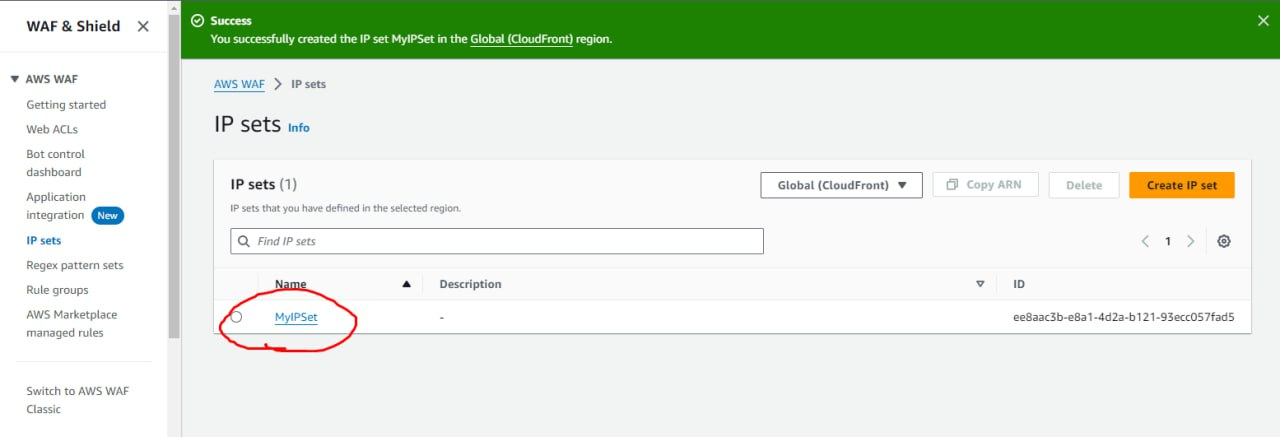 WAF & Shield
AWS WAF
Getting started
Web ACLs
Bot control
dashboard
Application
integration New
IP sets
Regex pattern sets
Rule groups
AWS Marketplace
managed rules
Switch to AWS WAF
Classic
Success
You successfully created the IP set MyIPSet in the Global (CloudFront) region.
AWS WAF > IP sets
IP sets Info
IP sets (1)
Global (CloudFront)
Copy ARN
Delete
Create IP set
IP sets that you have defined in the selected region.
Find IP sets
1
Name Description ID
MyIPSet - ee8aac3b-e8a1-4d2a-b121-93ecc057fad5